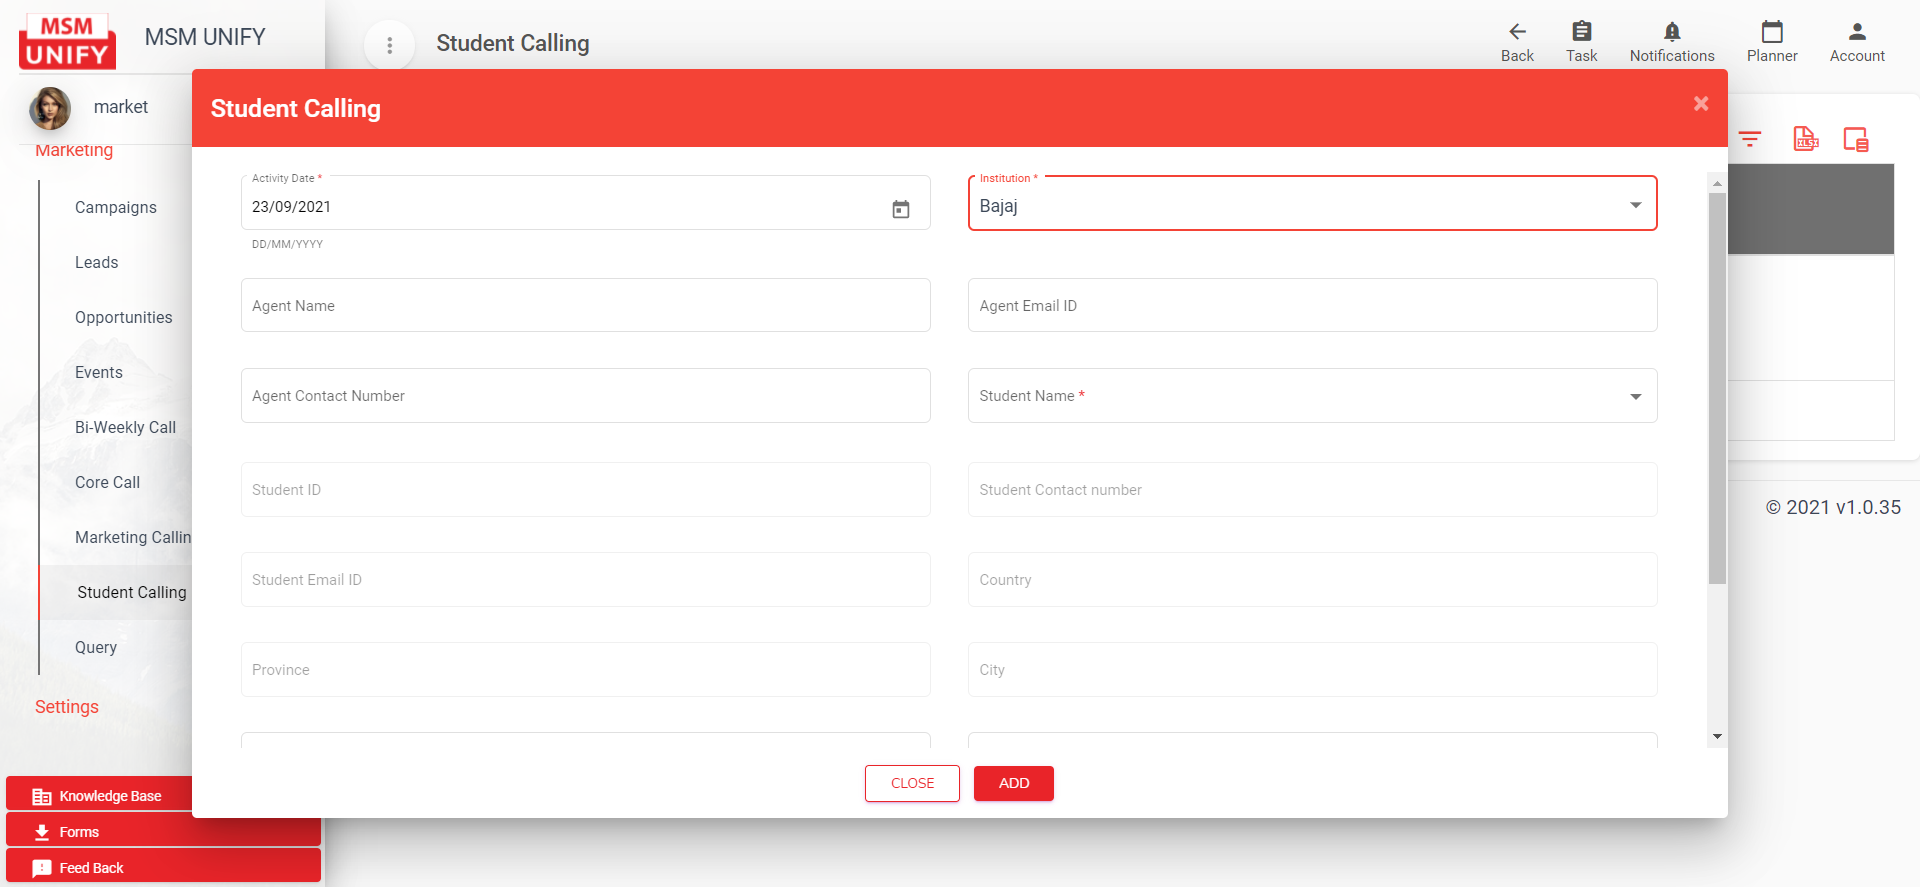 MSM
UNIFY
MSM UNIFY
Student Calling
Back
Task
Notifications
Planner
Account
market
Marketing
Campaigns
Leads
Opportunities
Events
Bi-Weekly Call
Core Call
Marketing Callin
Student Calling
Query
Settings
Knowledge Base
Forms
Feed Back
Student Calling
×
XLSX
Activity Date *
23/09/2021
DD/MM/YYYY
Institution *
Bajaj
Agent Name
Agent Email ID
Agent Contact Number
Student Name *
Student ID
Student Contact number
Student Email ID
Country
Province
City
CLOSE
ADD
© 2021 v1.0.35